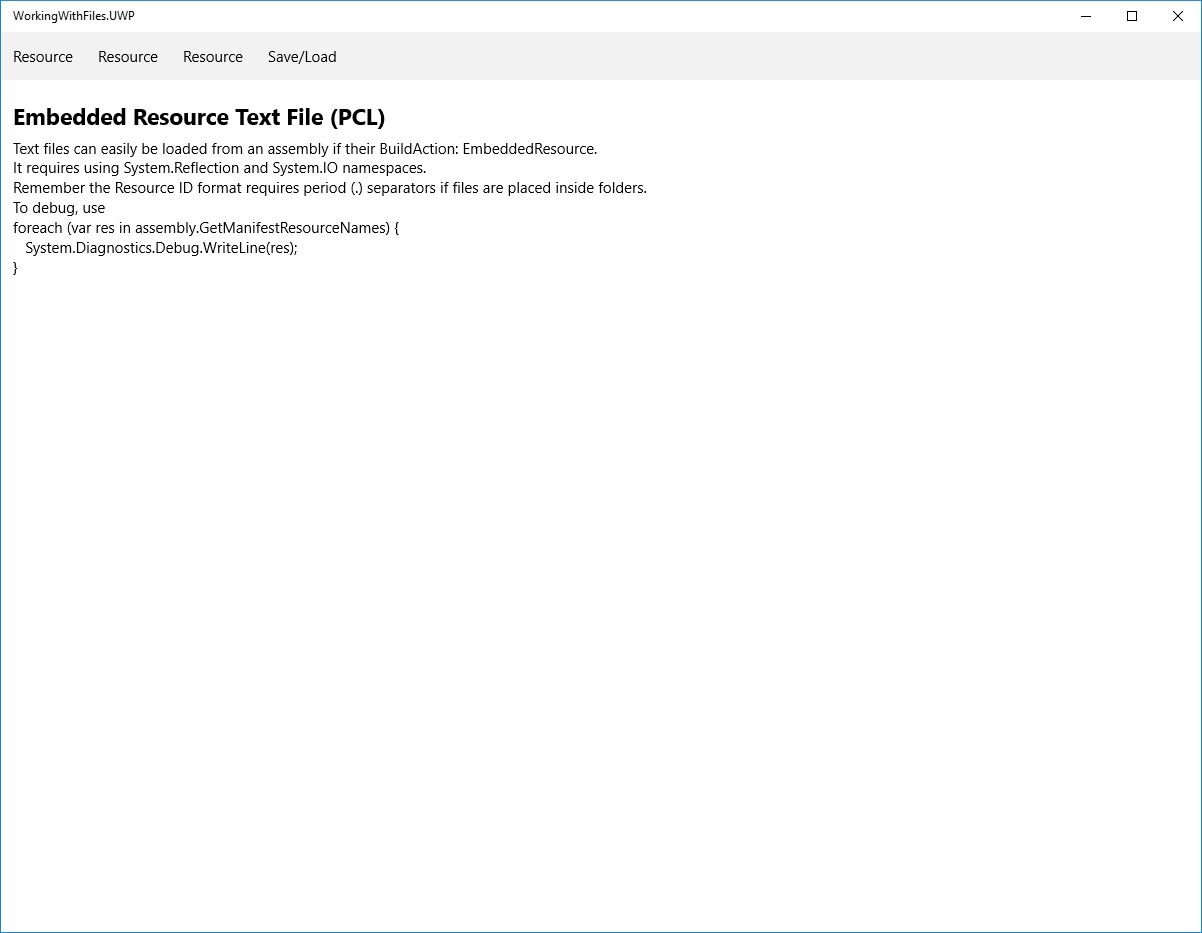 WorkingWithFiles.UWP
Resource Resource Resource Save/Load
Embedded Resource Text File (PCL)
Text files can easily be loaded from an assembly if their BuildAction: EmbeddedResource.
It requires using System.Reflection and System.IO namespaces.
Remember the Resource ID format requires period (.) separators if files are placed inside folders.
To debug, use
foreach (var res in assembly.GetManifestResourceNames) {
System.Diagnostics.Debug.WriteLine(res);
}